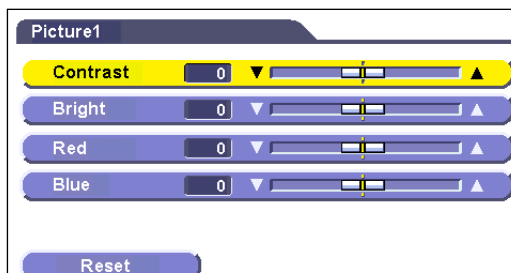 Picture1
Contrast 0 ▼ ▲
Bright 0 ▼ ▲
Red 0 ▼ ▲
Blue 0 ▼ ▲
Reset